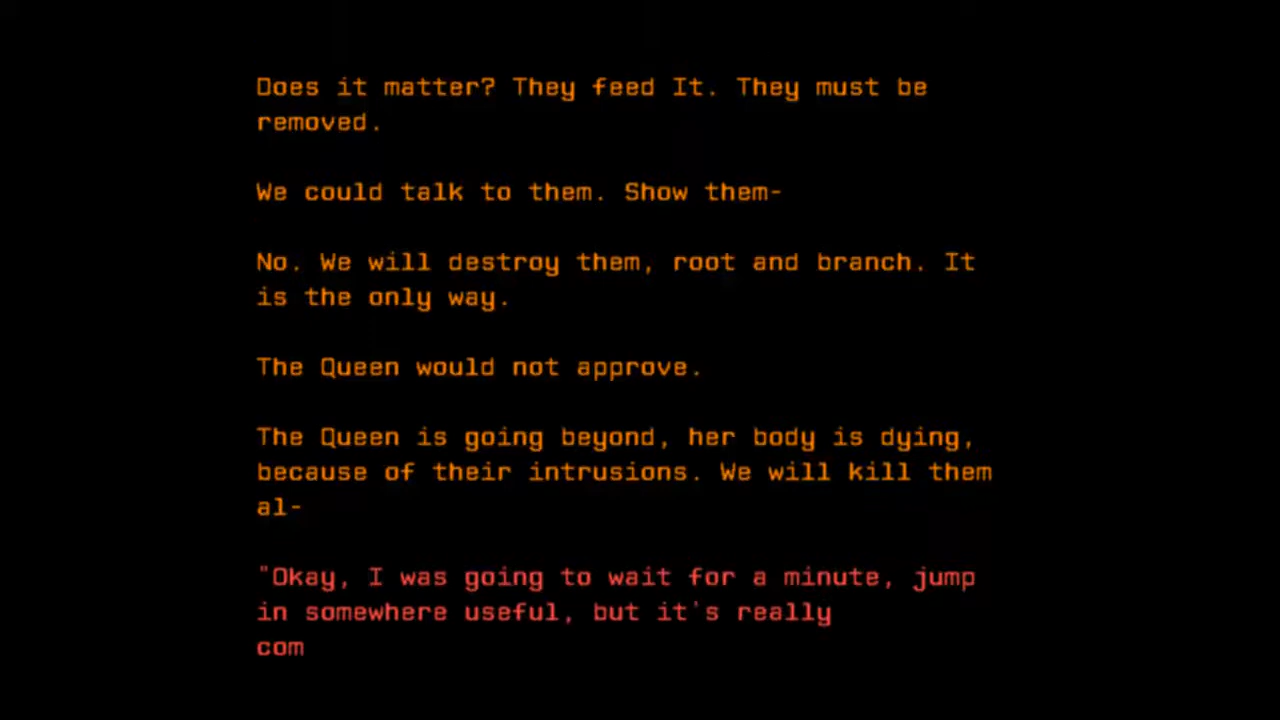 Does it matter? They feed It. They must be
removed.
We could talk to them. Show them-
No. We will destroy them, root and branch. It
is the only way.
The Queen would not approve.
The Queen is going beyond, her body is dying,
because of their intrusions. We will kill them
al-
"Okay, I was going to wait for a minute, jump
in somewhere useful, but it's really
com